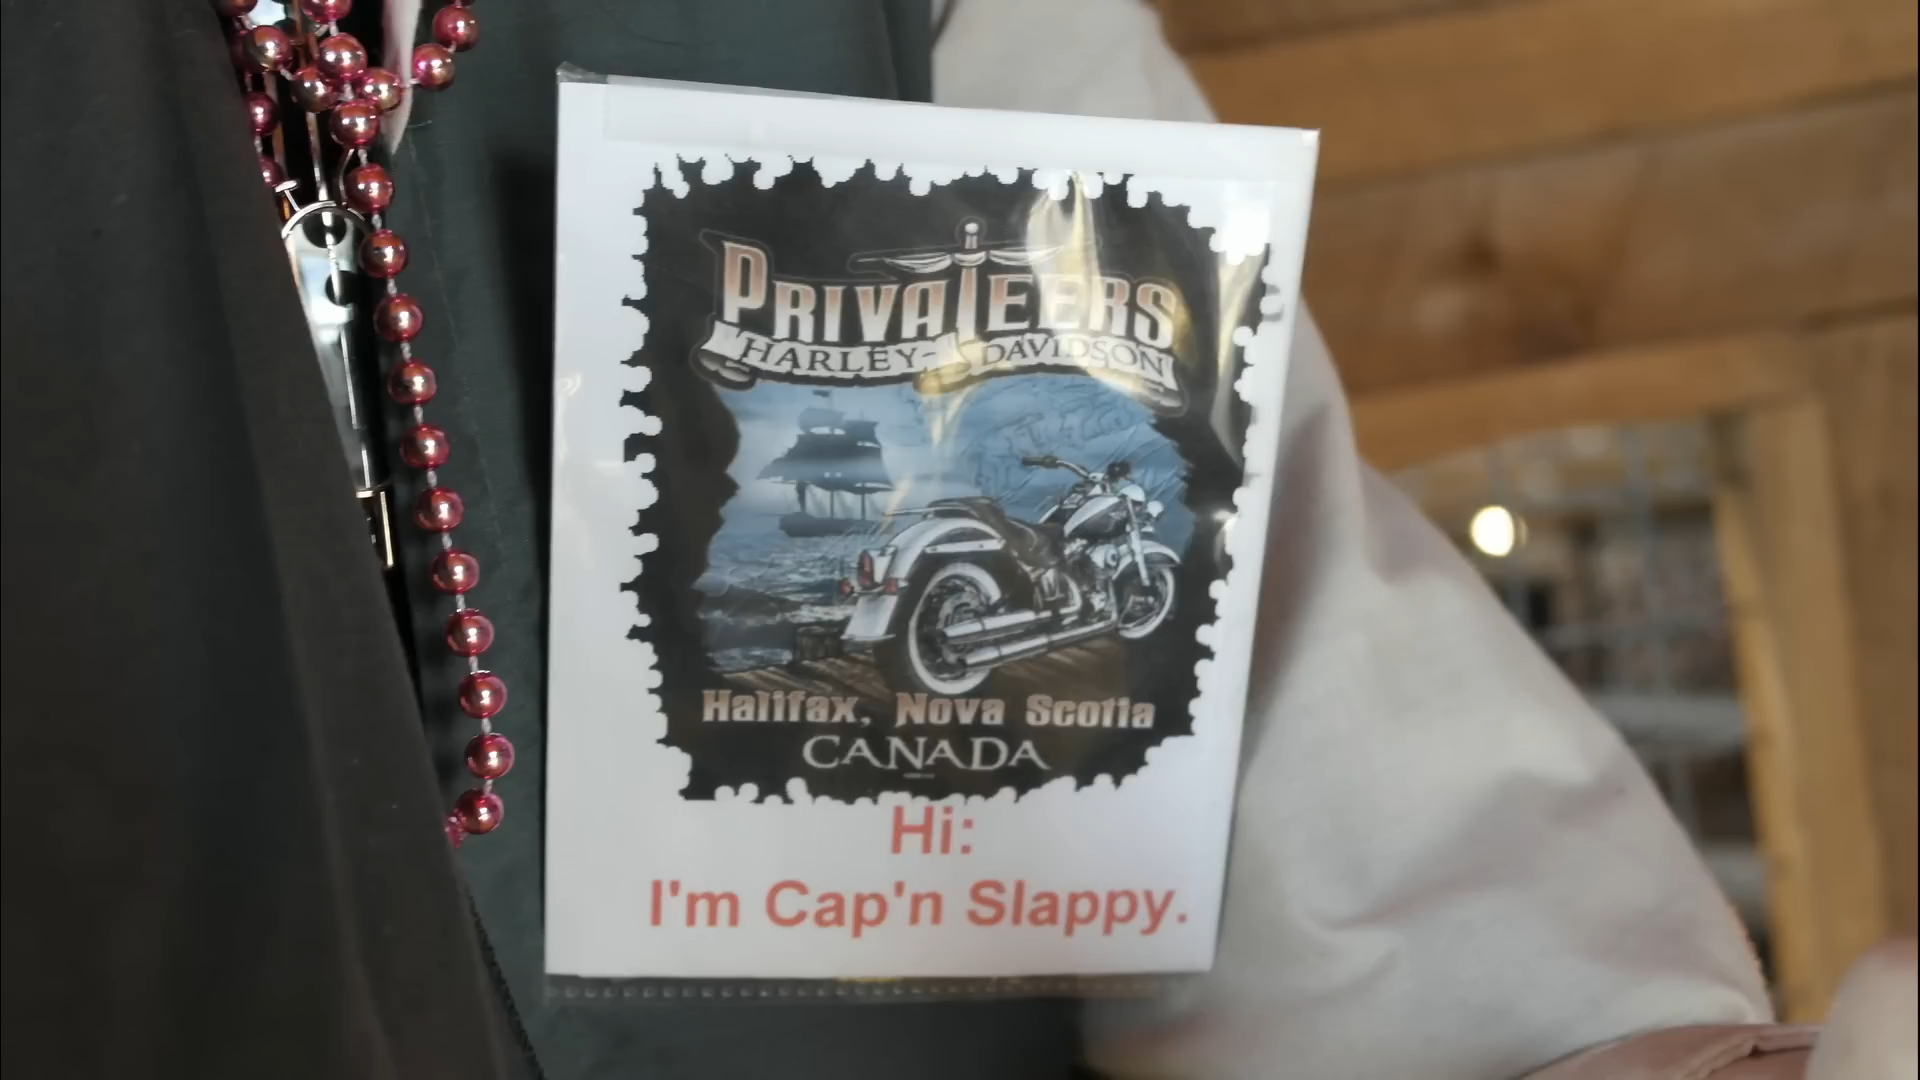 PRIVATEERS
HARLEY-DAVIDSON
Halifax, Nova Scotia
CANADA
Hi:
I'm Cap'n Slappy.